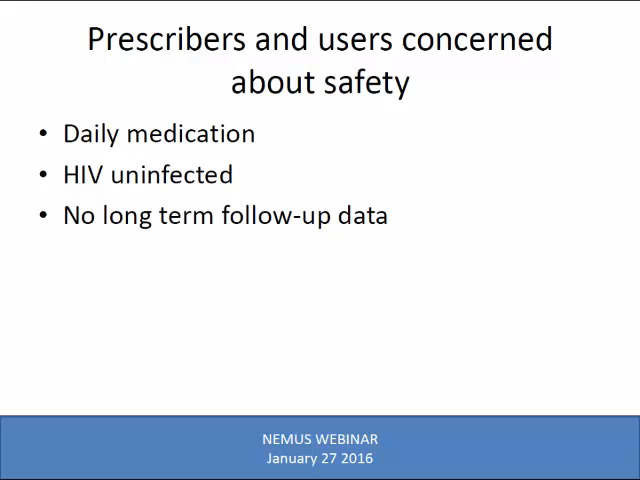 Prescribers and users concerned
about safety
• Daily medication
• HIV uninfected
• No long term follow-up data
NEMUS WEBINAR
January 27 2016